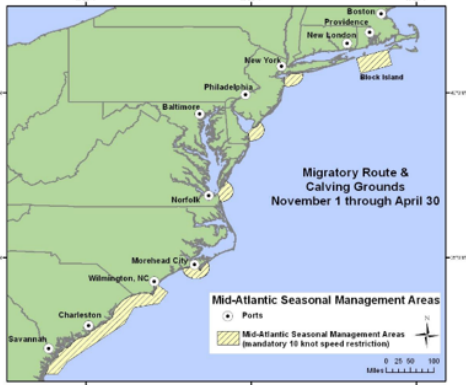 Boston
Providence
New London
New York
Block Island
Philadelphia
Baltimore
Migratory Route &
Calving Grounds
November 1 through April 30
Norfolk
Morehead City
Wilmington, NC
Mid-Atlantic Seasonal Management Areas
Ports
Charleston
Mid-Atlantic Seasonal Management Areas
(mandatory 10 knot speed restriction)
N
Savannah
0 25 50 100
Miles